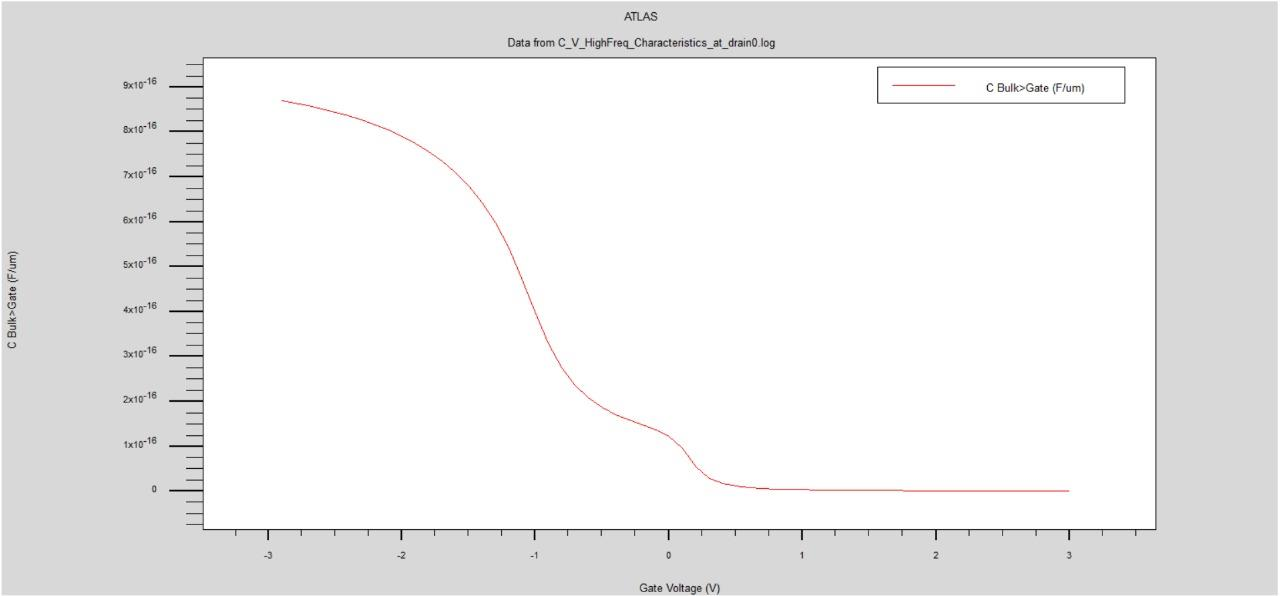 ATLAS
Data from C_V_HighFreq_Characteristics_at_drain0.log
C Bulk>Gate (F/um)
9x10⁻¹⁶
8x10⁻¹⁶
7x10⁻¹⁶
6x10⁻¹⁶
5x10⁻¹⁶
4x10⁻¹⁶
3x10⁻¹⁶
2x10⁻¹⁶
1x10⁻¹⁶
0
C Bulk>Gate (F/um)
-3 -2 -1 0 1 2 3
Gate Voltage (V)